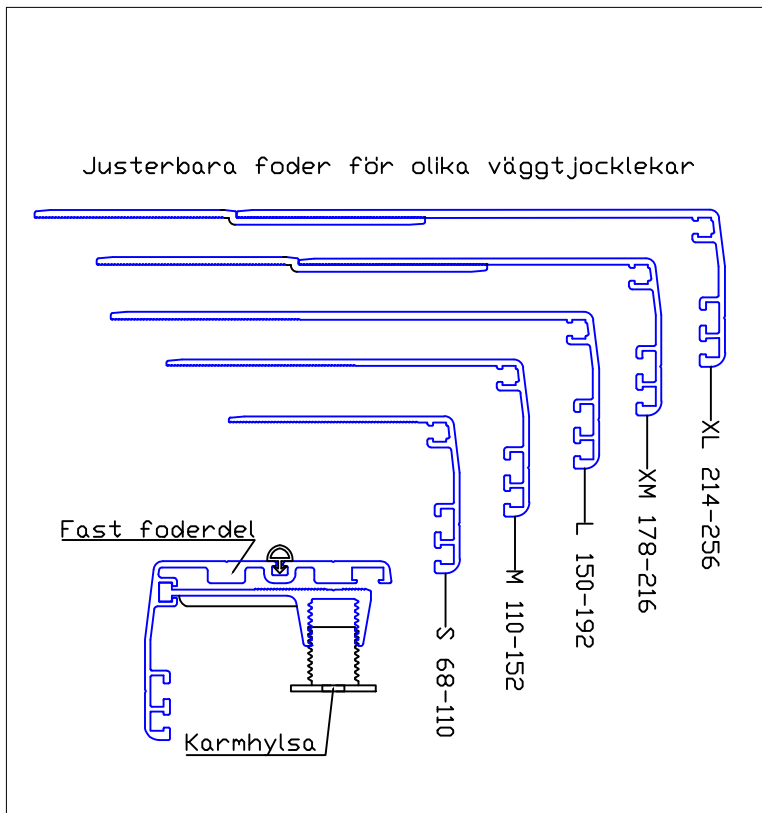 Justerbara foder för olika väggtjocklekar
XL 214-256
XM 178-216
L 150-192
M 110-152
S 68-110
Fast foderdel
Karmhylsa